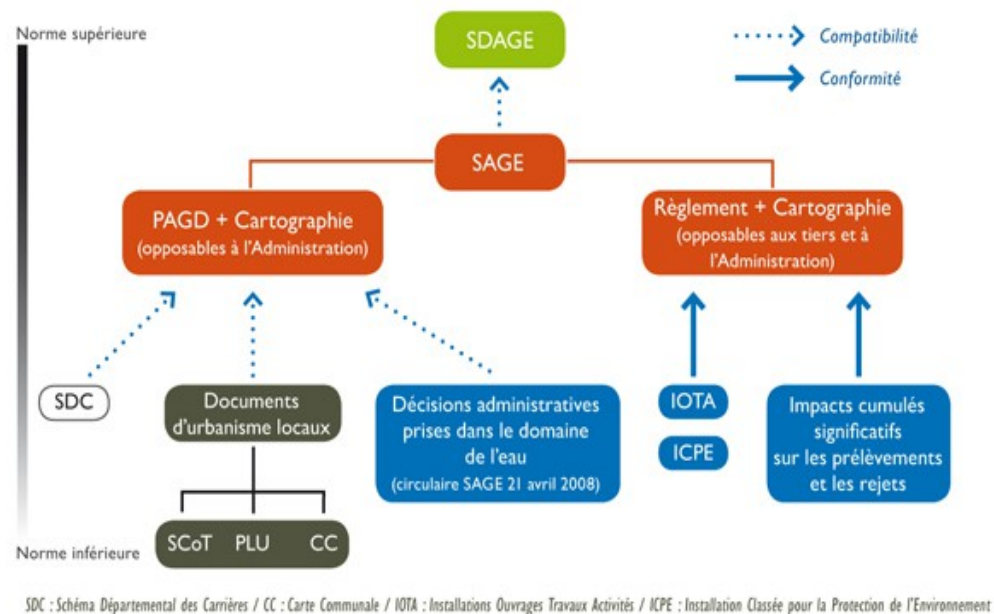 Norme supérieure
SDAGE
Compatibilité
Conformité
SAGE
PAGD + Cartographie
(opposables à l'Administration)
Règlement + Cartographie
(opposables aux tiers et à
l'Administration)
SDC
Documents
d'urbanisme locaux
Décisions administratives
prises dans le domaine
de l'eau
(circulaire SAGE 21 avril 2008)
IOTA
ICPE
Impacts cumulés
significatifs
sur les prélèvements
et les rejets
SCoT PLU CC
Norme inférieure
SDC : Schéma Départemental des Carrières / CC : Carte Communale / IOTA : Installations Ouvrages Travaux Activités / ICPE : Installation Classée pour la Protection de l'Environnement